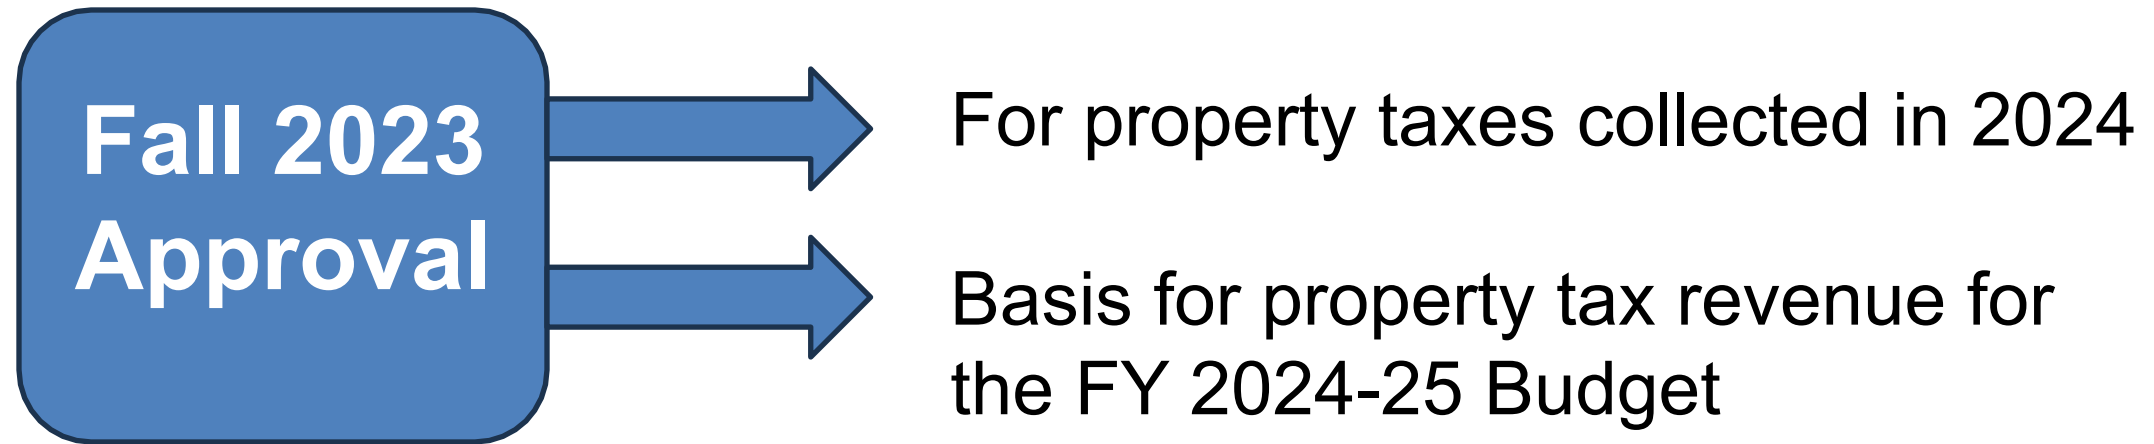 Fall 2023
Approval
For property taxes collected in 2024
Basis for property tax revenue for
the FY 2024-25 Budget